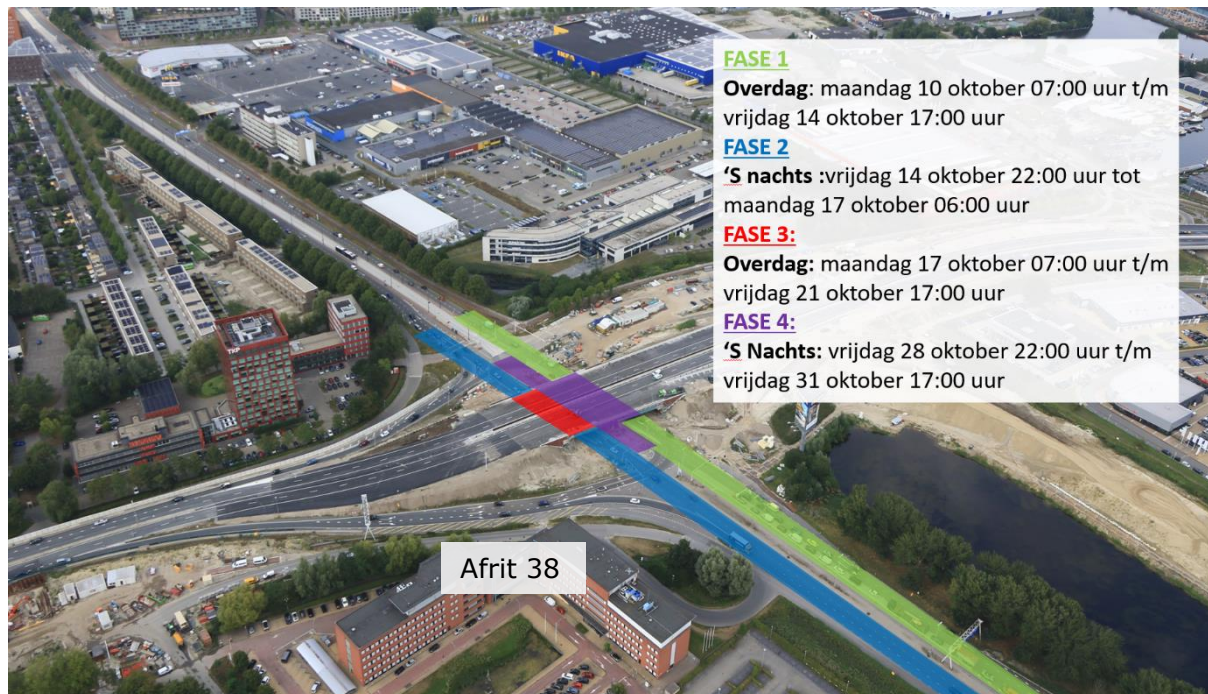 FASE 1
Overdag: maandag 10 oktober 07:00 uur t/m
vrijdag 14 oktober 17:00 uur
FASE 2
‘S nachts :vrijdag 14 oktober 22:00 uur tot
maandag 17 oktober 06:00 uur
FASE 3:
Overdag: maandag 17 oktober 07:00 uur t/m
vrijdag 21 oktober 17:00 uur
FASE 4:
‘S Nachts: vrijdag 28 oktober 22:00 uur t/m
vrijdag 31 oktober 17:00 uur
IKEA
TKP
Afrit 38